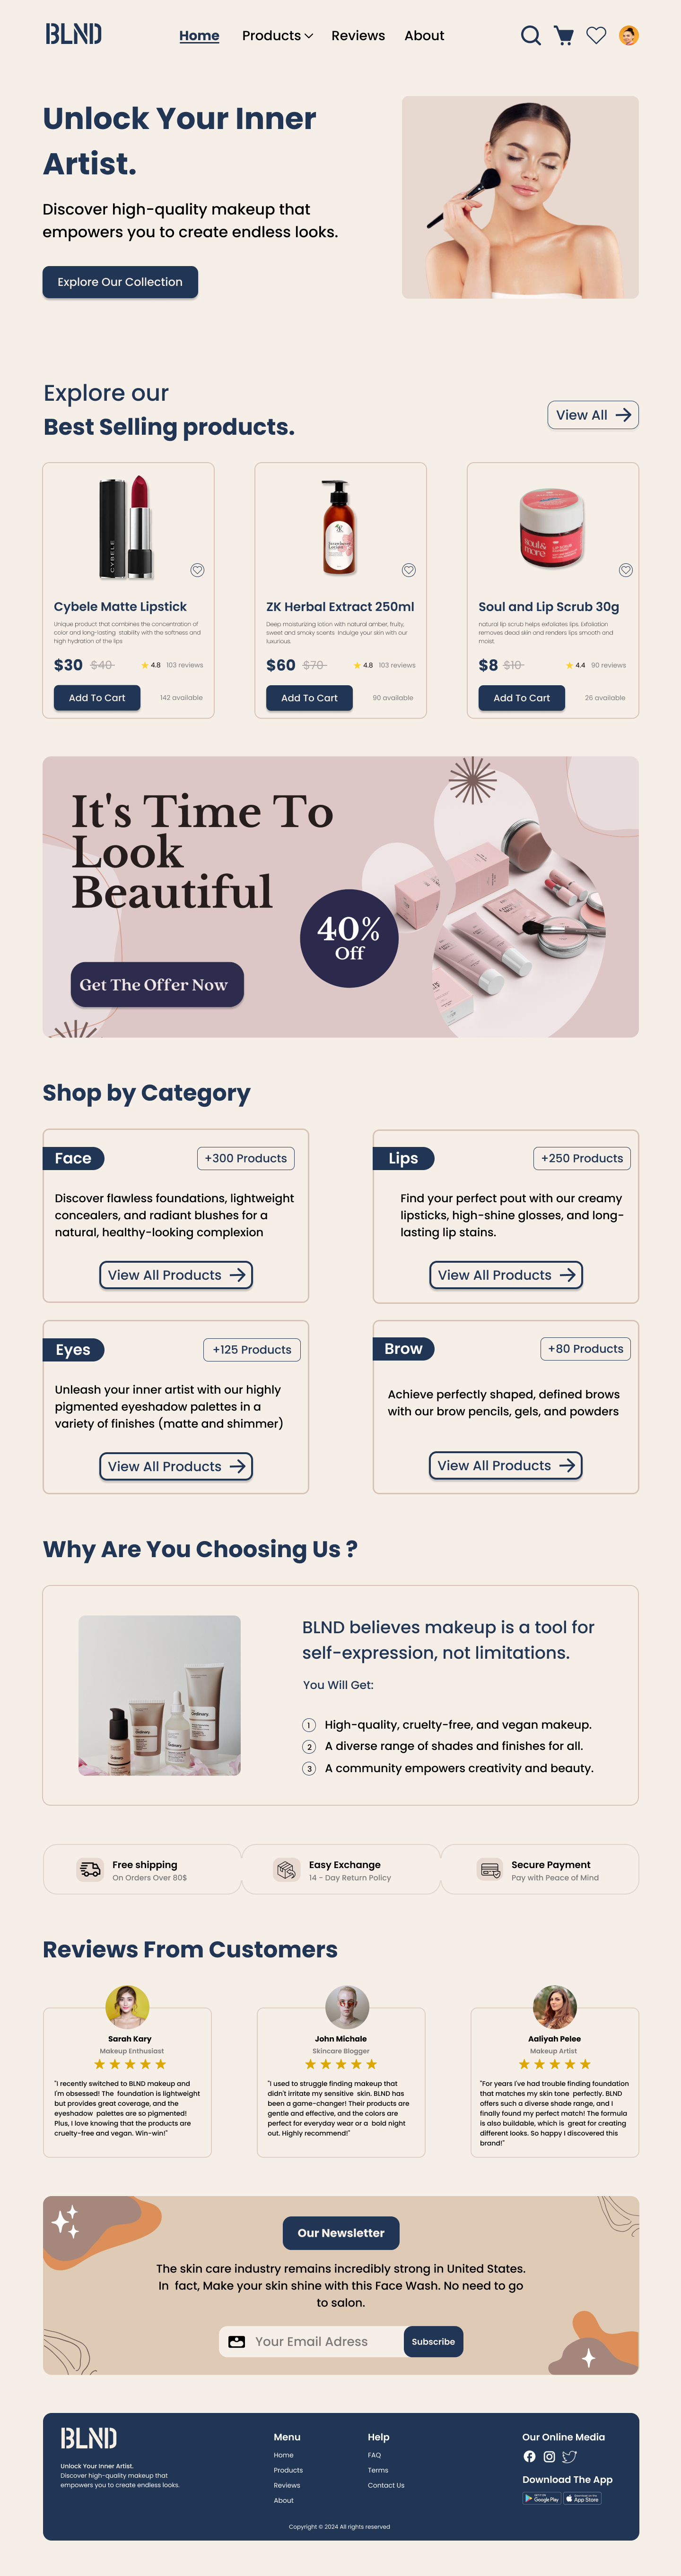 BLND
Home
Products
Reviews
About
Unlock Your Inner
Artist.
Discover high-quality makeup that
empowers you to create endless looks.
Explore Our Collection
Explore our
Best Selling products.
View All
CYBELE
Cybele Matte Lipstick
Unique product that combines the concentration of
color and long-lasting stability with the softness and
high hydration of the lips
$30 $40 4.8 103 reviews
Add To Cart 142 available
ZK Herbal Extract 250ml
Deep moisturizing lotion with natural amber, fruity,
sweet and smoky scents Indulge your skin with our
luxurious.
$60 $70 4.8 103 reviews
Add To Cart 90 available
soul&
more
LIP SCRUB
Soul and Lip Scrub 30g
natural lip scrub helps exfoliates lips. Exfoliation
removes dead skin and renders lips smooth and
moist.
$8 $10 4.4 90 reviews
Add To Cart 26 available
It's Time To
Look
Beautiful
40%
Off
Get The Offer Now
Shop by Category
Face
+300 Products
Discover flawless foundations, lightweight
concealers, and radiant blushes for a
natural, healthy-looking complexion
View All Products
Lips
+250 Products
Find your perfect pout with our creamy
lipsticks, high-shine glosses, and long-
lasting lip stains.
View All Products
Eyes
+125 Products
Unleash your inner artist with our highly
pigmented eyeshadow palettes in a
variety of finishes (matte and shimmer)
View All Products
Brow
+80 Products
Achieve perfectly shaped, defined brows
with our brow pencils, gels, and powders
View All Products
Why Are You Choosing Us ?
BLND believes makeup is a tool for
self-expression, not limitations.
You Will Get:
1 High-quality, cruelty-free, and vegan makeup.
2 A diverse range of shades and finishes for all.
3 A community empowers creativity and beauty.
Free shipping
On Orders Over 80$
Easy Exchange
14 - Day Return Policy
Secure Payment
Pay with Peace of Mind
Reviews From Customers
Sarah Kary
Makeup Enthusiast
"I recently switched to BLND makeup and
I'm obsessed! The foundation is lightweight
but provides great coverage, and the
eyeshadow palettes are so pigmented!
Plus, I love knowing that the products are
cruelty-free and vegan. Win-win!"
John Michale
Skincare Blogger
"I used to struggle finding makeup that
didn't irritate my sensitive skin. BLND has
been a game-changer! Their products are
gentle and effective, and the colors are
perfect for everyday wear or a bold night
out. Highly recommend!"
Aaliyah Pelee
Makeup Artist
"For years I've had trouble finding foundation
that matches my skin tone perfectly. BLND
offers such a diverse shade range, and I
finally found my perfect match! The formula
is also buildable, which is great for creating
different looks. So happy I discovered this
brand!"
Our Newsletter
The skin care industry remains incredibly strong in United States.
In fact, Make your skin shine with this Face Wash. No need to go
to salon.
Your Email Adress
Subscribe
BLND
Unlock Your Inner Artist.
Discover high-quality makeup that
empowers you to create endless looks.
Menu
Home
Products
Reviews
About
Help
FAQ
Terms
Contact Us
Our Online Media
Download The App
Google Play
App Store
Copyright © 2024 All rights reserved